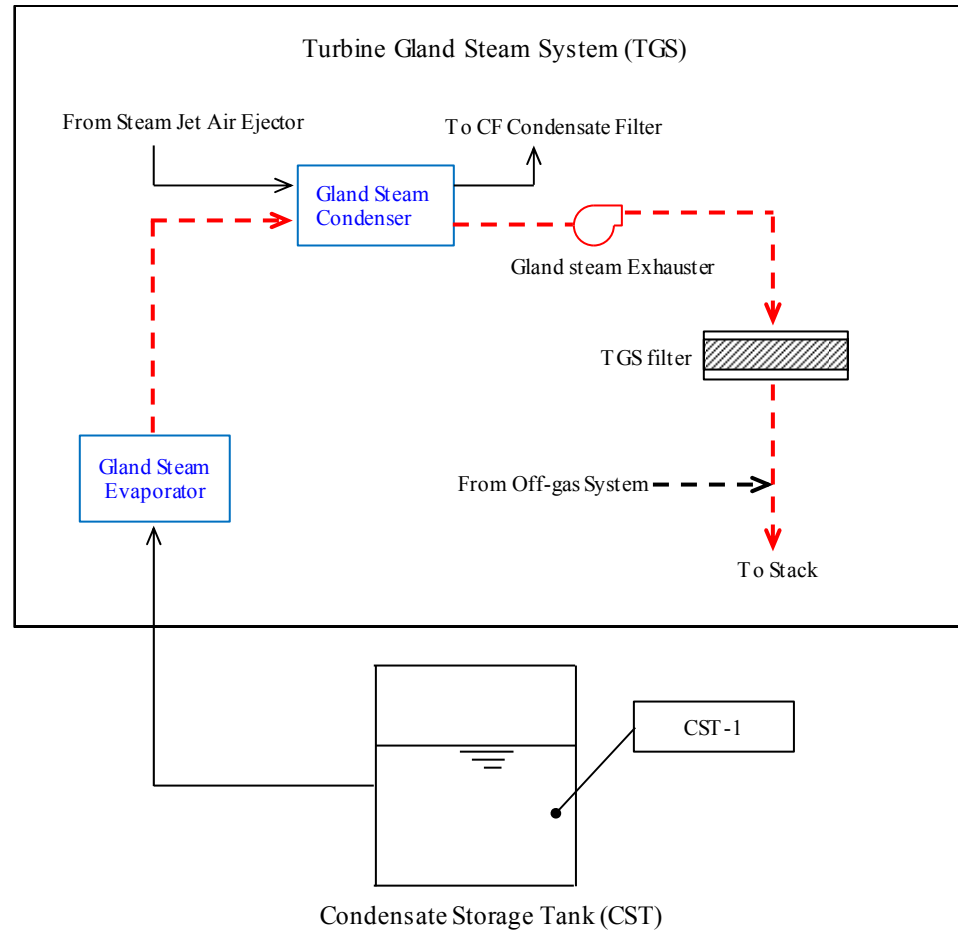 Turbine Gland Steam System (TGS)
From Steam Jet Air Ejector
To CF Condensate Filter
Gland Steam
Condenser
Gland steam Exhauster
TGS filter
Gland Steam
Evaporator
From Off-gas System
To Stack
CST-1
Condensate Storage Tank (CST)